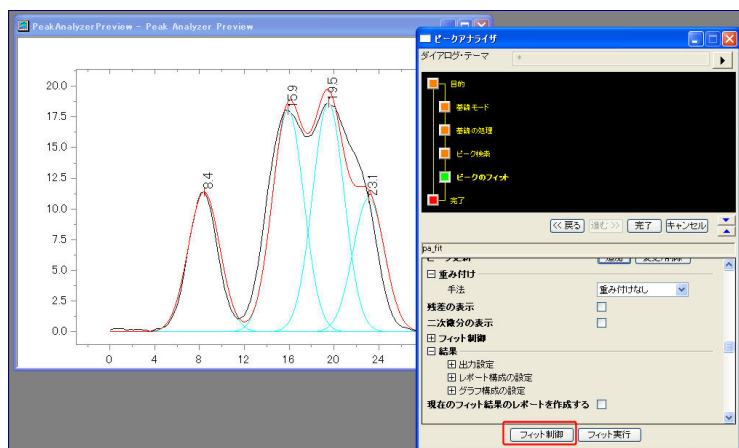 PeakAnalyzerPreview - Peak Analyzer Preview
20.0
17.5
15.0
12.5
10.0
7.5
5.0
2.5
0.0
0
4
8
12
16
20
24
8.4
15.9
19.5
23.1
ピークアナライザ
ダイアログ・テーマ
*
目的
基線モード
基線の処理
ピーク検索
ピークのフィット
完了
<< 戻る
進む >>
完了
キャンセル
pa_fit
重み付け
手法
重み付けなし
残差の表示
二次微分の表示
フィット制御
結果
出力設定
レポート構成の設定
グラフ構成の設定
現在のフィット結果のレポートを作成する
フィット制御
フィット実行